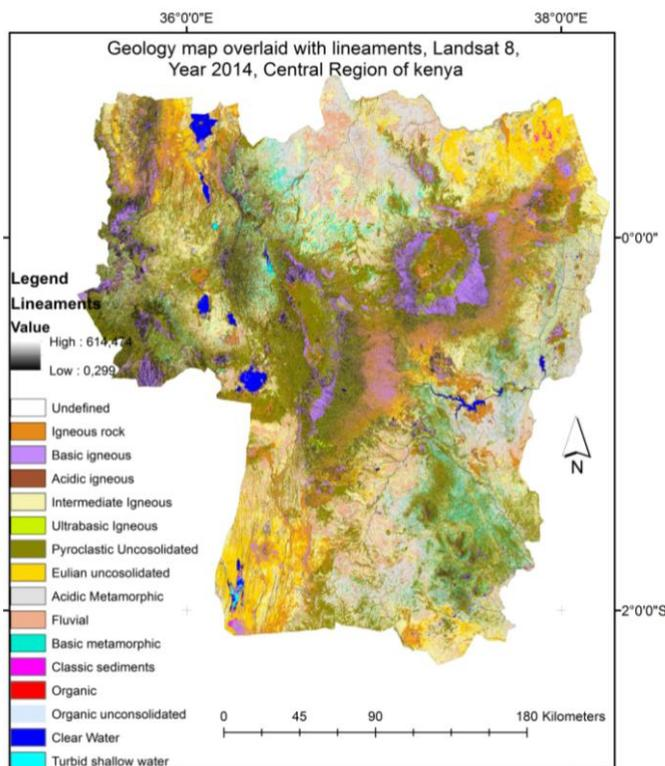 36°0'0"E
38°0'0"E
Geology map overlaid with lineaments, Landsat 8,
Year 2014, Central Region of kenya
0°0'0"
Legend
Lineaments
Value
High : 614,474
Low : 0,299
Undefined
Igneous rock
Basic igneous
Acidic igneous
Intermediate Igneous
Ultrabasic Igneous
Pyroclastic Uncosolidated
Eulian uncosolidated
Acidic Metamorphic
Fluvial
Basic metamorphic
Classic sediments
Organic
Organic unconsolidated
Clear Water
Turbid shallow water
N
2°0'0"S
0 45 90 180 Kilometers